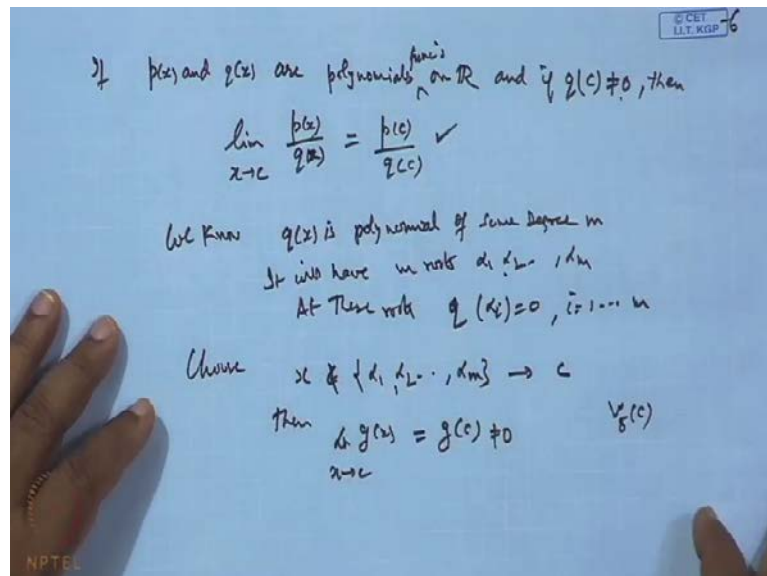 © CET
I.I.T. KGP
-6
If p(x) and q(x) are polynomials func's on ℝ and if q(c) ≠ 0, then
lim x→c p(x)/q(x) = p(c)/q(c) ✓
We know q(x) is polynomial of some degree m
It will have m roots α₁ α₂.. , αm
At these roots q(αi)=0, i=1...m
Choose x ∉ {α₁, α₂.., αm} → c
then lim x→c q(x) = q(c) ≠ 0 V (c)
NPTEL